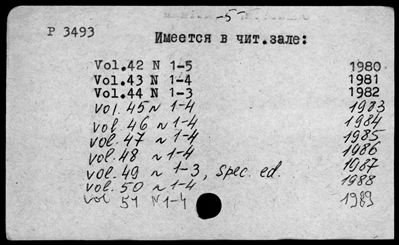 -5-
P 3493
Имеется в чит.зале:
Vol.42 N 1-5 1980
Vol.43 N 1-4 1981
Vol.44 N 1-3 1982
vol. 45 N 1-4 1983
vol. 46 N 1-4 1984
vol. 47 N 1-4 1985
vol. 48 N 1-4 1986
vol. 49 N 1-3, spec. ed. 1987
vol. 50 N 1-4 1988
vol 51 N 1-4 1989